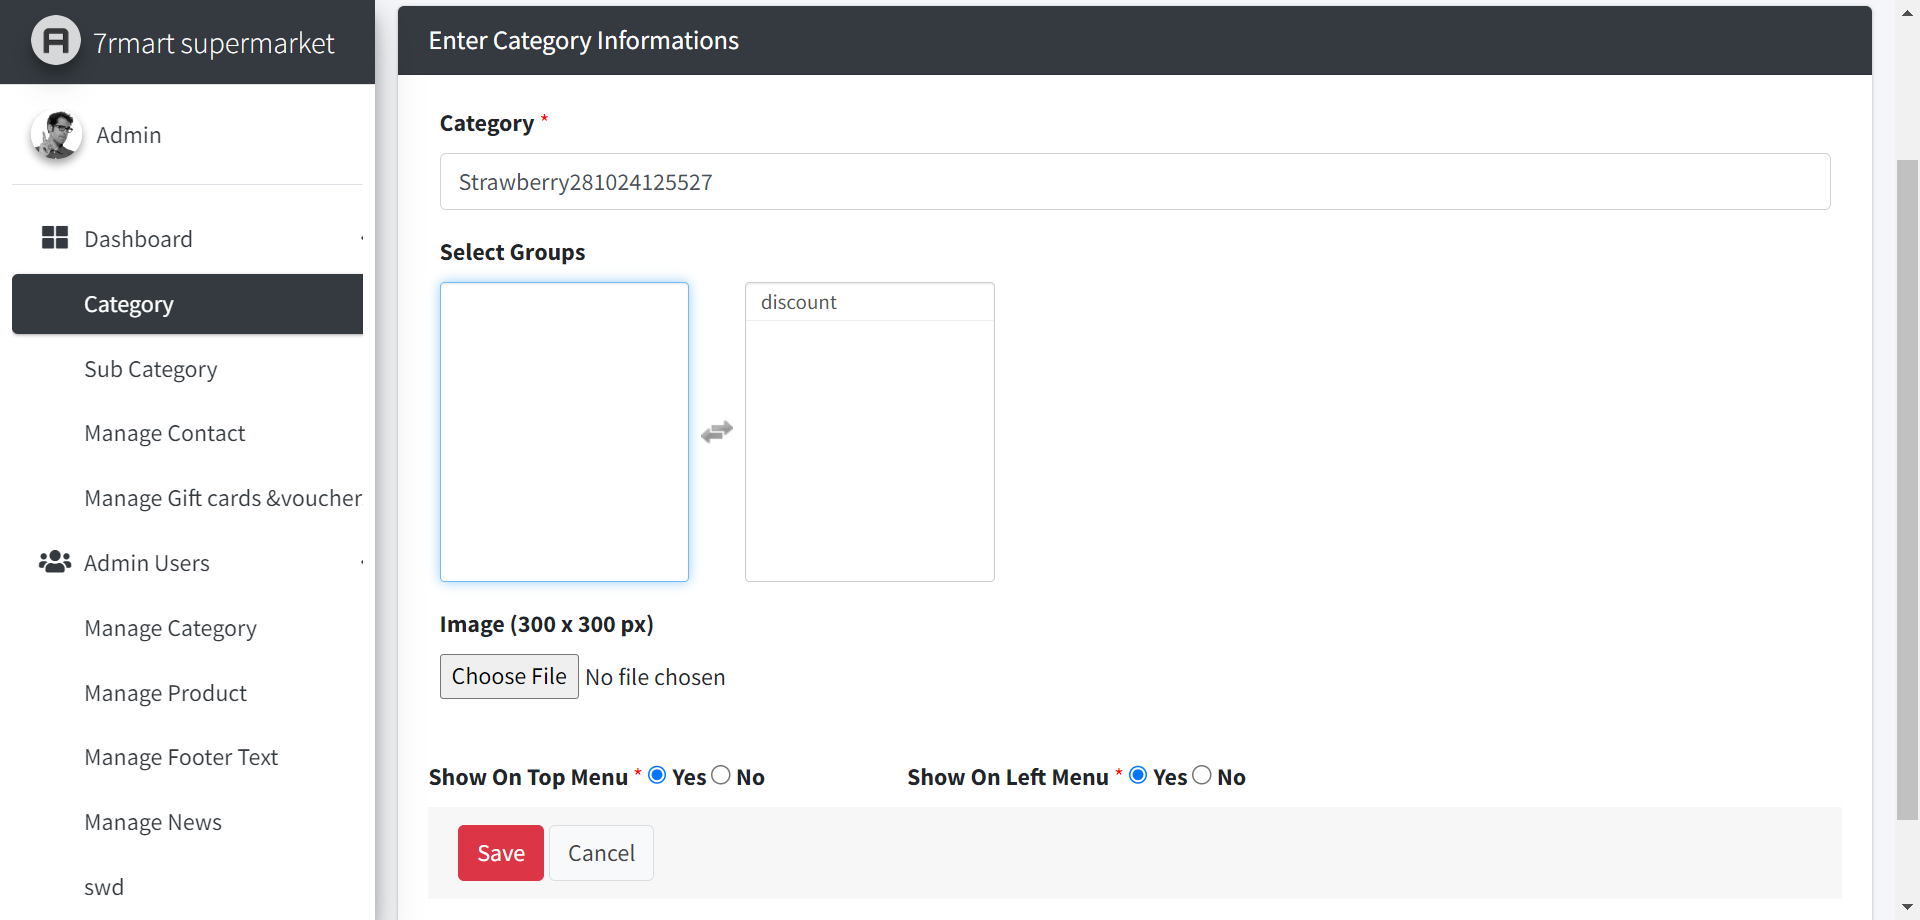 7rmart supermarket
Admin
Dashboard
Category
Sub Category
Manage Contact
Manage Gift cards &voucher
Admin Users
Manage Category
Manage Product
Manage Footer Text
Manage News
swd
Enter Category Informations
Category *
Strawberry281024125527
Select Groups
discount
Image (300 x 300 px)
Choose File No file chosen
Show On Top Menu * Yes No Show On Left Menu * Yes No
Save Cancel